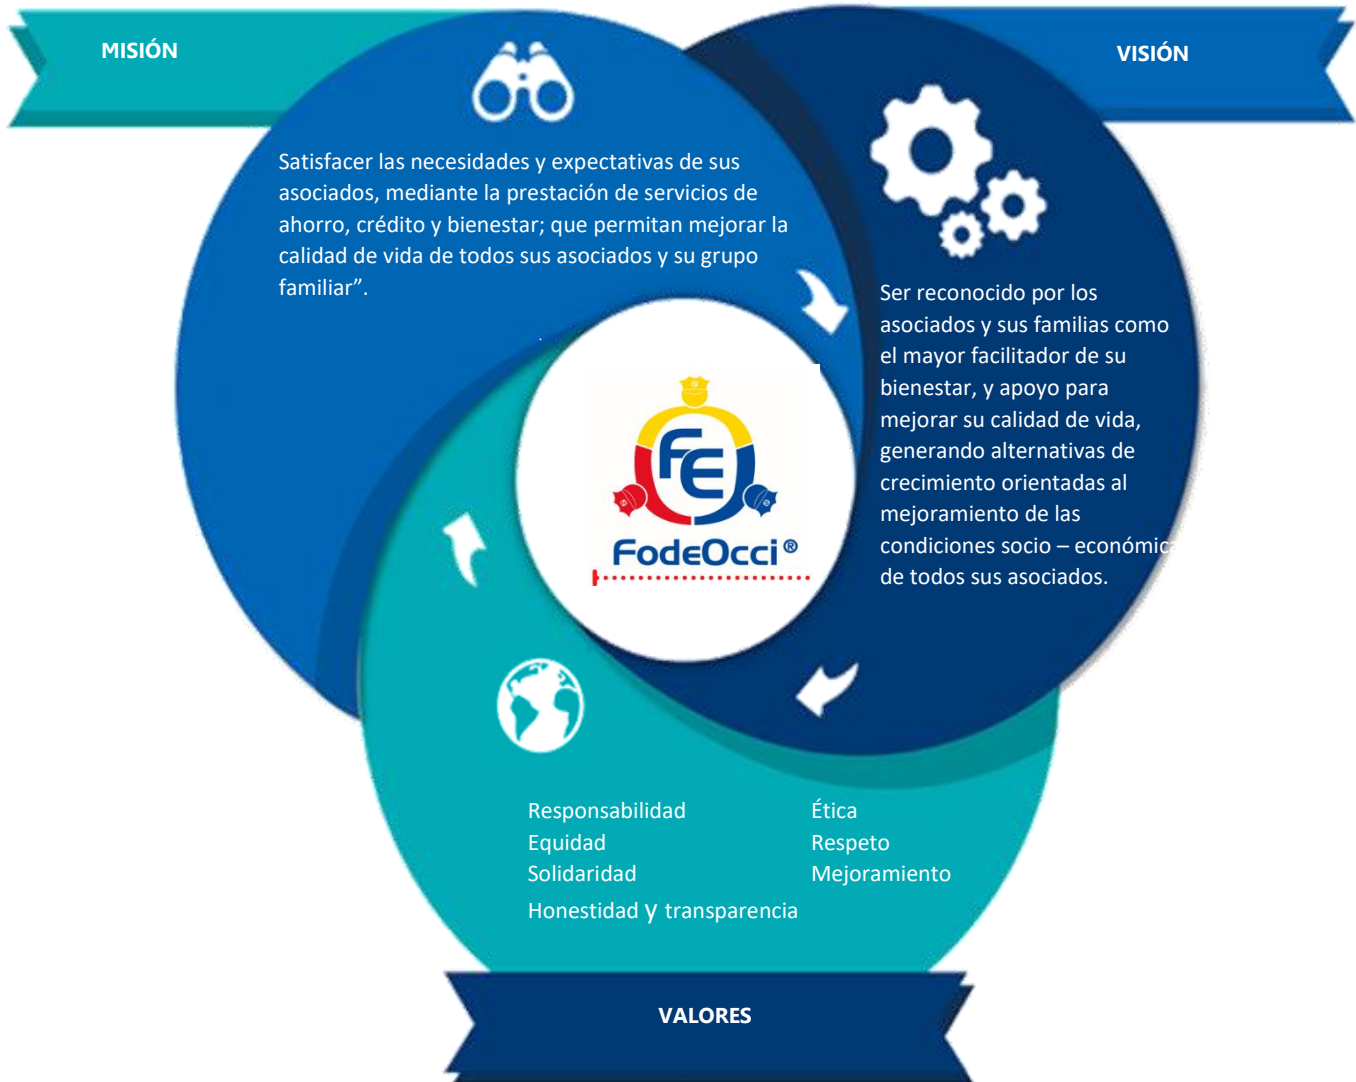 MISIÓN
VISIÓN
Satisfacer las necesidades y expectativas de sus
asociados, mediante la prestación de servicios de
ahorro, crédito y bienestar; que permitan mejorar la
calidad de vida de todos sus asociados y su grupo
familiar”.
Ser reconocido por los
asociados y sus familias como
el mayor facilitador de su
bienestar, y apoyo para
mejorar su calidad de vida,
generando alternativas de
crecimiento orientadas al
mejoramiento de las
condiciones socio – económica
de todos sus asociados.
FE
FodeOcci®
Responsabilidad
Equidad
Solidaridad
Honestidad y transparencia
Ética
Respeto
Mejoramiento
VALORES